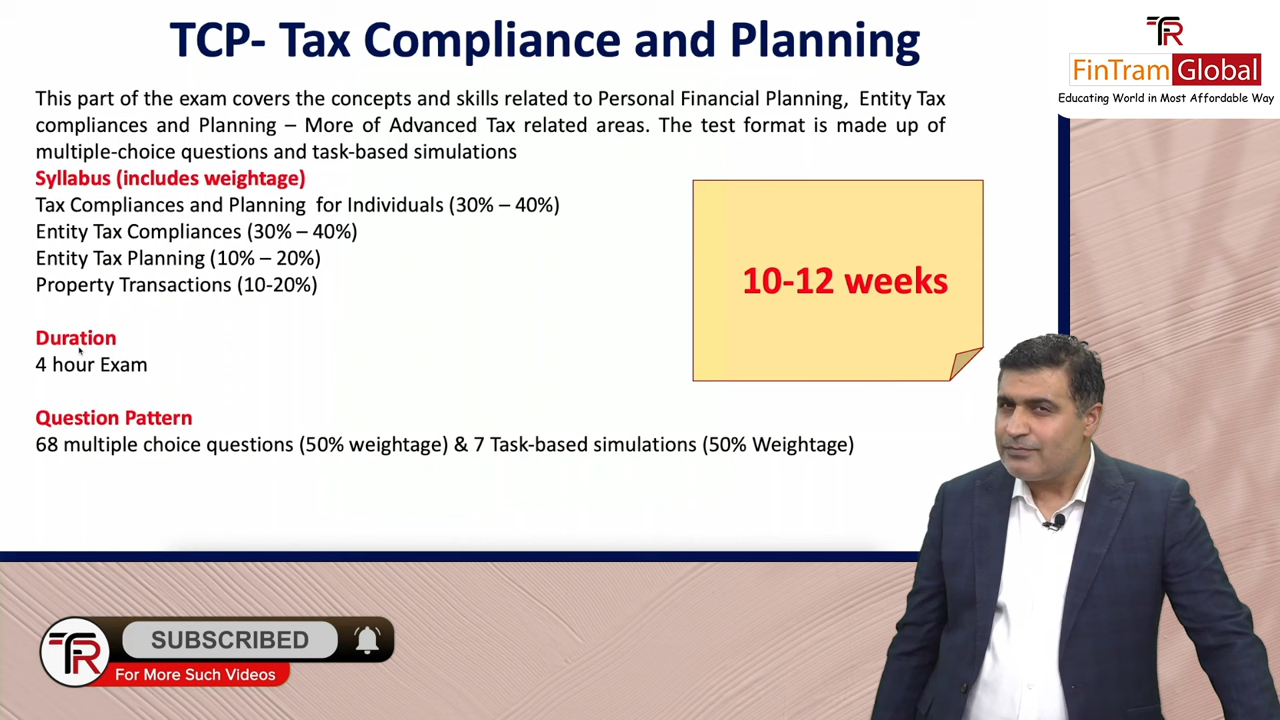 TCP- Tax Compliance and Planning
TR
FinTram Global
Educating World in Most Affordable Way
This part of the exam covers the concepts and skills related to Personal Financial Planning, Entity Tax
compliances and Planning – More of Advanced Tax related areas. The test format is made up of
multiple-choice questions and task-based simulations
Syllabus (includes weightage)
Tax Compliances and Planning for Individuals (30% – 40%)
Entity Tax Compliances (30% – 40%)
Entity Tax Planning (10% – 20%)
Property Transactions (10-20%)
10-12 weeks
Duration
4 hour Exam
Question Pattern
68 multiple choice questions (50% weightage) & 7 Task-based simulations (50% Weightage)
TR
SUBSCRIBED
For More Such Videos